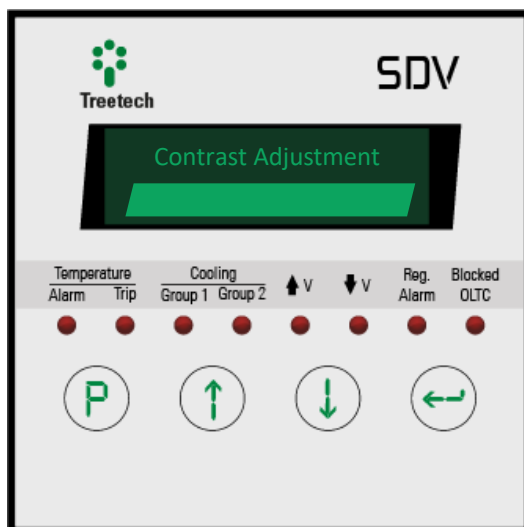 Treetech
SDV
Contrast Adjustment
Temperature
Alarm Trip
Cooling
Group 1 Group 2
V
V
Reg.
Alarm
Blocked
OLTC
P